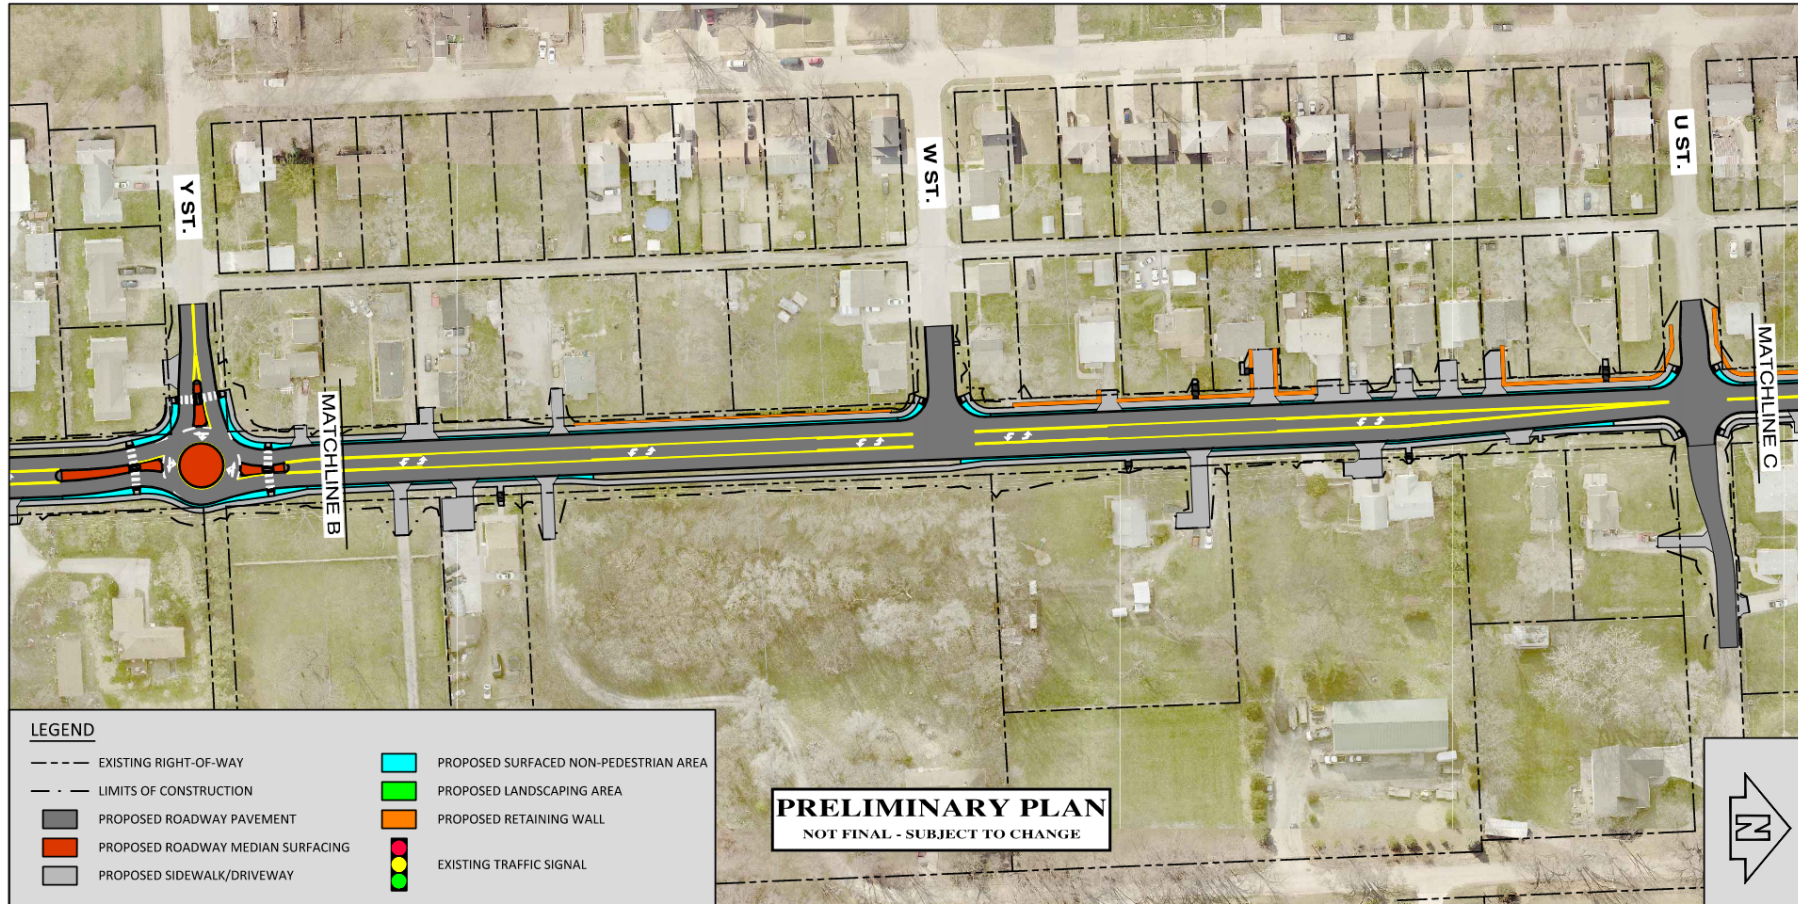 Y ST.
W ST.
U ST.
MATCHLINE B
MATCHLINE C
LEGEND
EXISTING RIGHT-OF-WAY
LIMITS OF CONSTRUCTION
PROPOSED ROADWAY PAVEMENT
PROPOSED ROADWAY MEDIAN SURFACING
PROPOSED SIDEWALK/DRIVEWAY
PROPOSED SURFACED NON-PEDESTRIAN AREA
PROPOSED LANDSCAPING AREA
PROPOSED RETAINING WALL
EXISTING TRAFFIC SIGNAL
PRELIMINARY PLAN
NOT FINAL - SUBJECT TO CHANGE
N